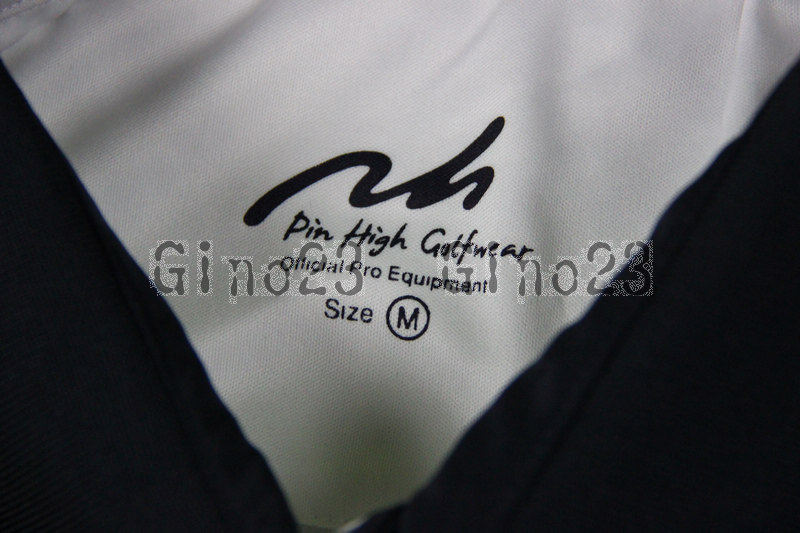 Pin High Golfwear
Official Pro Equipment
Gino23 Gino23
Size M